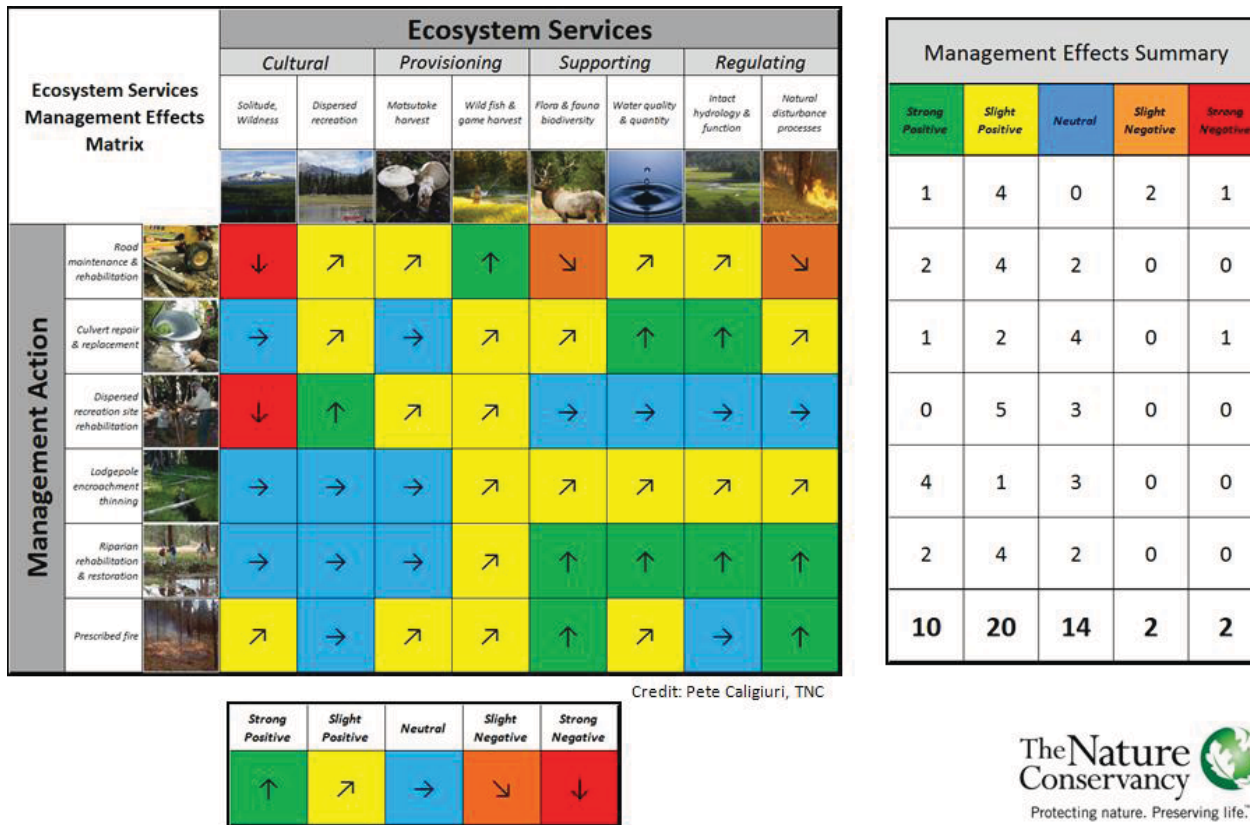 Ecosystem Services Management Effects Matrix
Ecosystem Services
Cultural
Provisioning
Supporting
Regulating
Solitude, Wildness
Dispersed recreation
Matsutake harvest
Wild fish & game harvest
Flora & fauna biodiversity
Water quality & quantity
Intact hydrology & function
Natural disturbance processes
Management Action
Road maintenance & rehabilitation
↓ ↗ ↗ ↑ ↘ ↗ ↗ ↘
Culvert repair & replacement
→ ↗ → ↗ ↗ ↑ ↑ ↗
Dispersed recreation site rehabilitation
↓ ↑ ↗ ↗ → → → →
Lodgepole encroachment thinning
→ → → ↗ ↗ ↗ ↗ ↗
Riparian rehabilitation & restoration
→ → → ↗ ↑ ↑ ↑ ↑
Prescribed fire
↗ → ↗ ↗ ↑ ↗ → ↑
Credit: Pete Caligiuri, TNC
Strong Positive
Slight Positive
Neutral
Slight Negative
Strong Negative
↑ ↗ → ↘ ↓
Management Effects Summary
Strong Positive
Slight Positive
Neutral
Slight Negative
Strong Negative
1 4 0 2 1
2 4 2 0 0
1 2 4 0 1
0 5 3 0 0
4 1 3 0 0
2 4 2 0 0
10 20 14 2 2
The Nature
Conservancy
Protecting nature. Preserving life.™